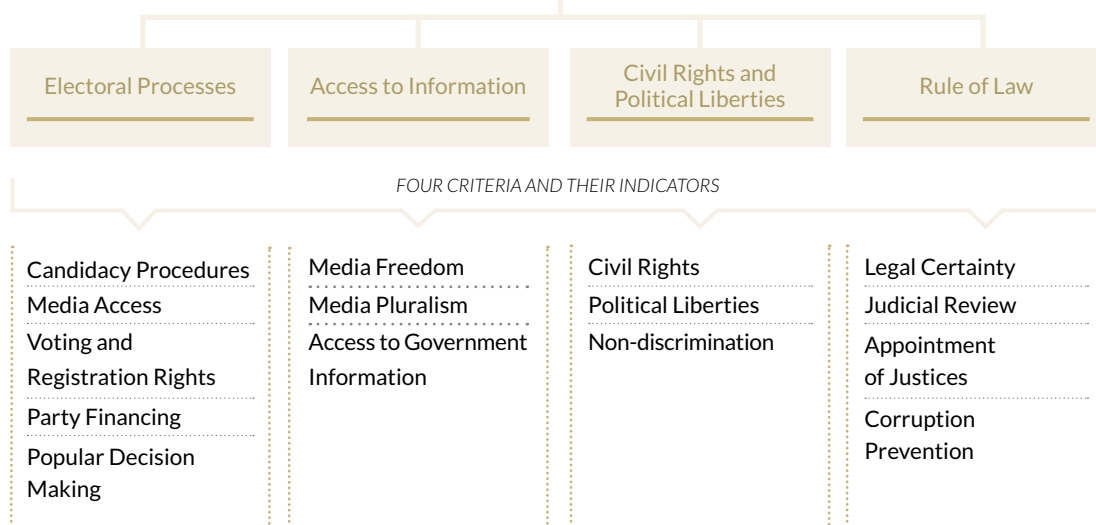 Electoral Processes
Access to Information
Civil Rights and
Political Liberties
Rule of Law
FOUR CRITERIA AND THEIR INDICATORS
Candidacy Procedures
Media Access
Voting and
Registration Rights
Party Financing
Popular Decision
Making
Media Freedom
Media Pluralism
Access to Government
Information
Civil Rights
Political Liberties
Non-discrimination
Legal Certainty
Judicial Review
Appointment
of Justices
Corruption
Prevention